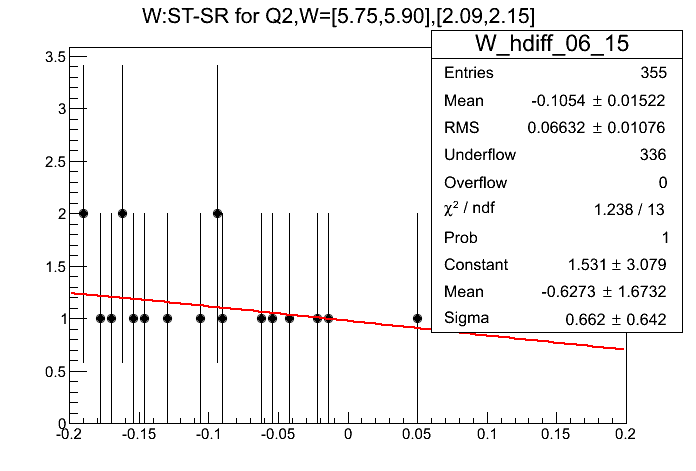 W:ST-SR for Q2,W=[5.75,5.90],[2.09,2.15]
W_hdiff_06_15
Entries 355
Mean -0.1054 ± 0.01522
RMS 0.06632 ± 0.01076
Underflow 336
Overflow 0
χ² / ndf 1.238 / 13
Prob 1
Constant 1.531 ± 3.079
Mean -0.6273 ± 1.6732
Sigma 0.662 ± 0.642
3.5
3
2.5
2
1.5
1
0.5
0
-0.2 -0.15 -0.1 -0.05 0 0.05 0.1 0.15 0.2